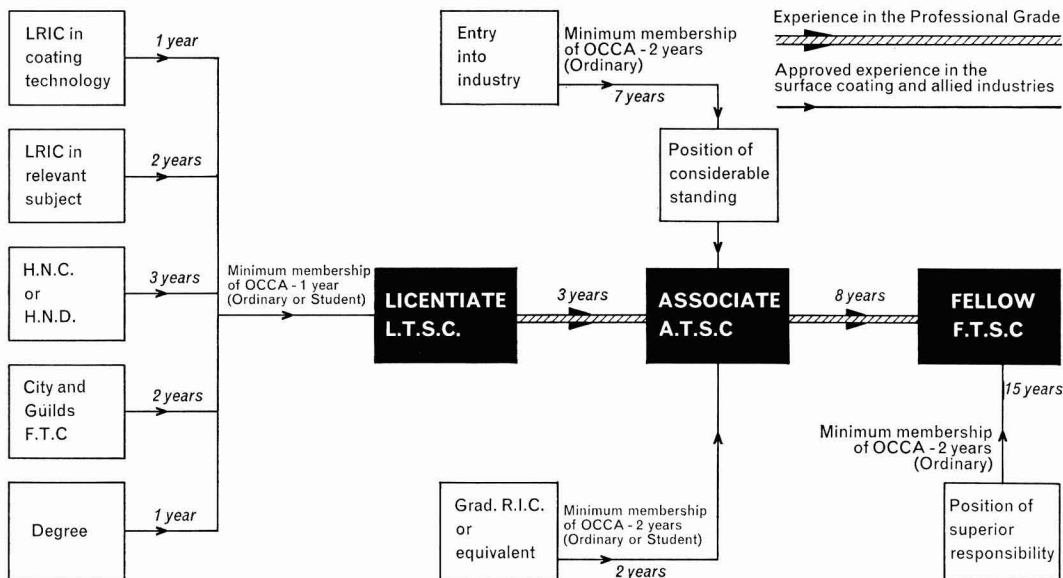 LRIC in
coating
technology
1 year
LRIC in
relevant
subject
2 years
H.N.C.
or
H.N.D.
3 years
City and
Guilds
F.T.C
2 years
Degree
1 year
Minimum membership
of OCCA - 1 year
(Ordinary or Student)
LICENTIATE
L.T.S.C.
3 years
Entry
into
industry
Minimum membership
of OCCA - 2 years
(Ordinary)
7 years
Position of
considerable
standing
ASSOCIATE
A.T.S.C
Grad. R.I.C.
or
equivalent
Minimum membership
of OCCA - 2 years
(Ordinary or Student)
2 years
8 years
FELLOW
F.T.S.C
15 years
Minimum membership
of OCCA - 2 years
(Ordinary)
Position of
superior
responsibility
Experience in the Professional Grade
Approved experience in the
surface coating and allied industries